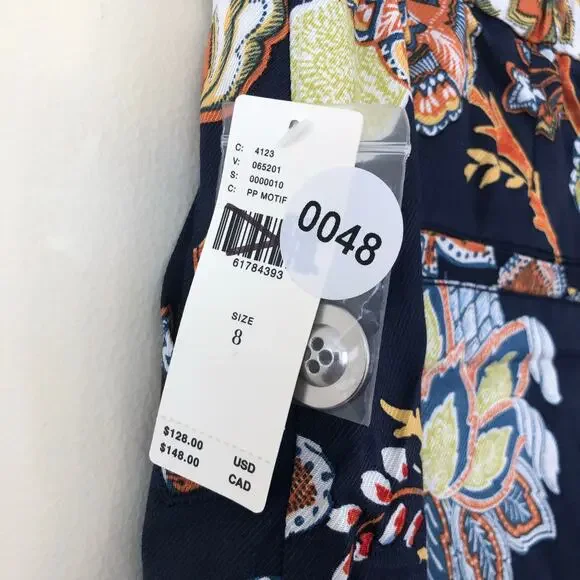 C: 4123
V: 065201
S: 0000010
C: PP MOTIF
0048
61784393
SIZE
8
$128.00 USD
$148.00 CAD